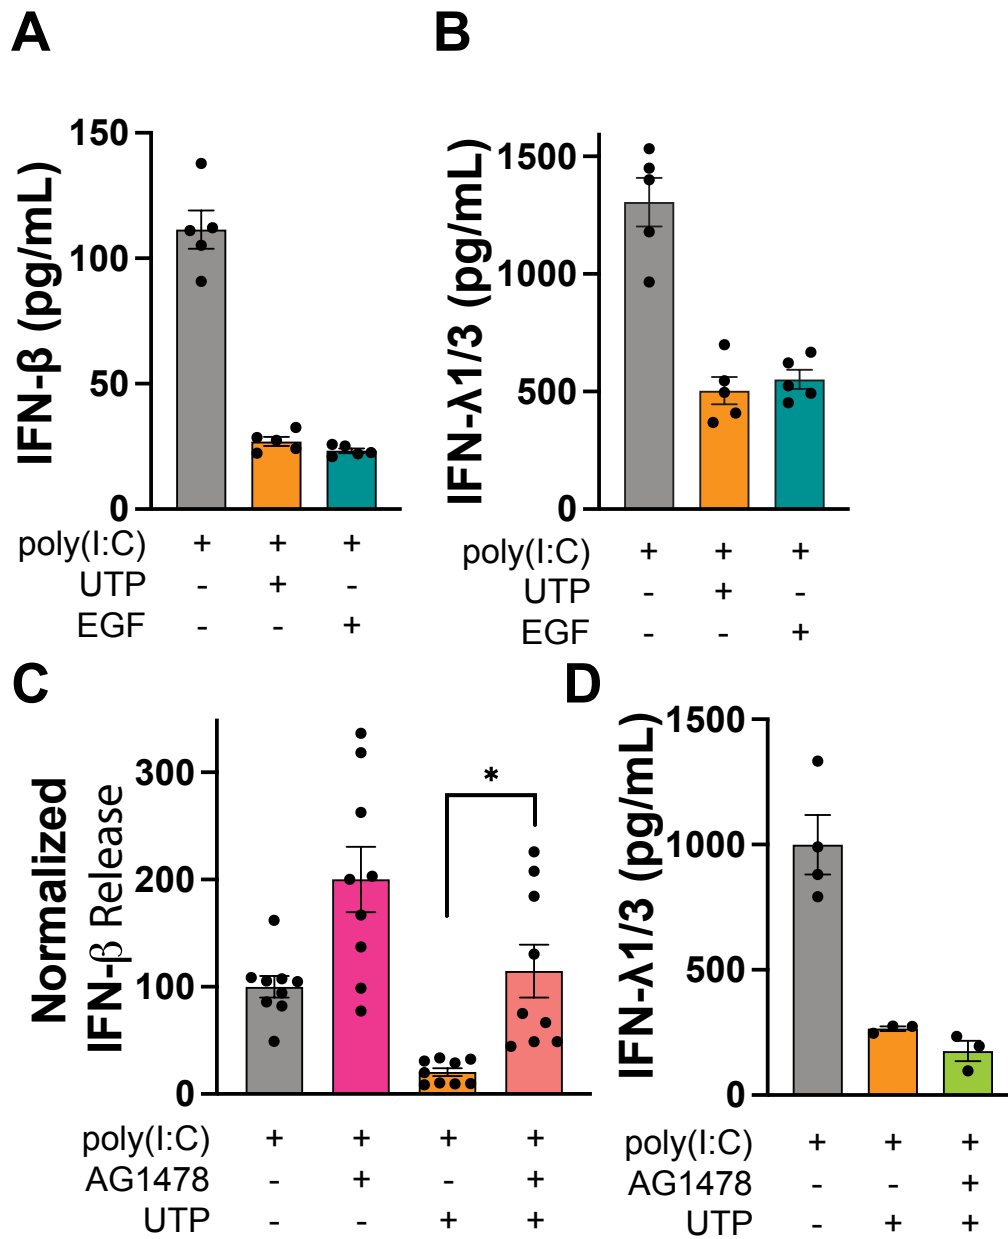 A
IFN-β (pg/mL)
150
100
50
0
poly(I:C) + + +
UTP - + -
EGF - - +
B
IFN-λ1/3 (pg/mL)
1500
1000
500
0
poly(I:C) + + +
UTP - + -
EGF - - +
C
Normalized
IFN-β Release
300
200
100
0
*
poly(I:C) + + + +
AG1478 - + - +
UTP - - + +
D
IFN-λ1/3 (pg/mL)
1500
1000
500
0
poly(I:C) + + +
AG1478 - - +
UTP - + +